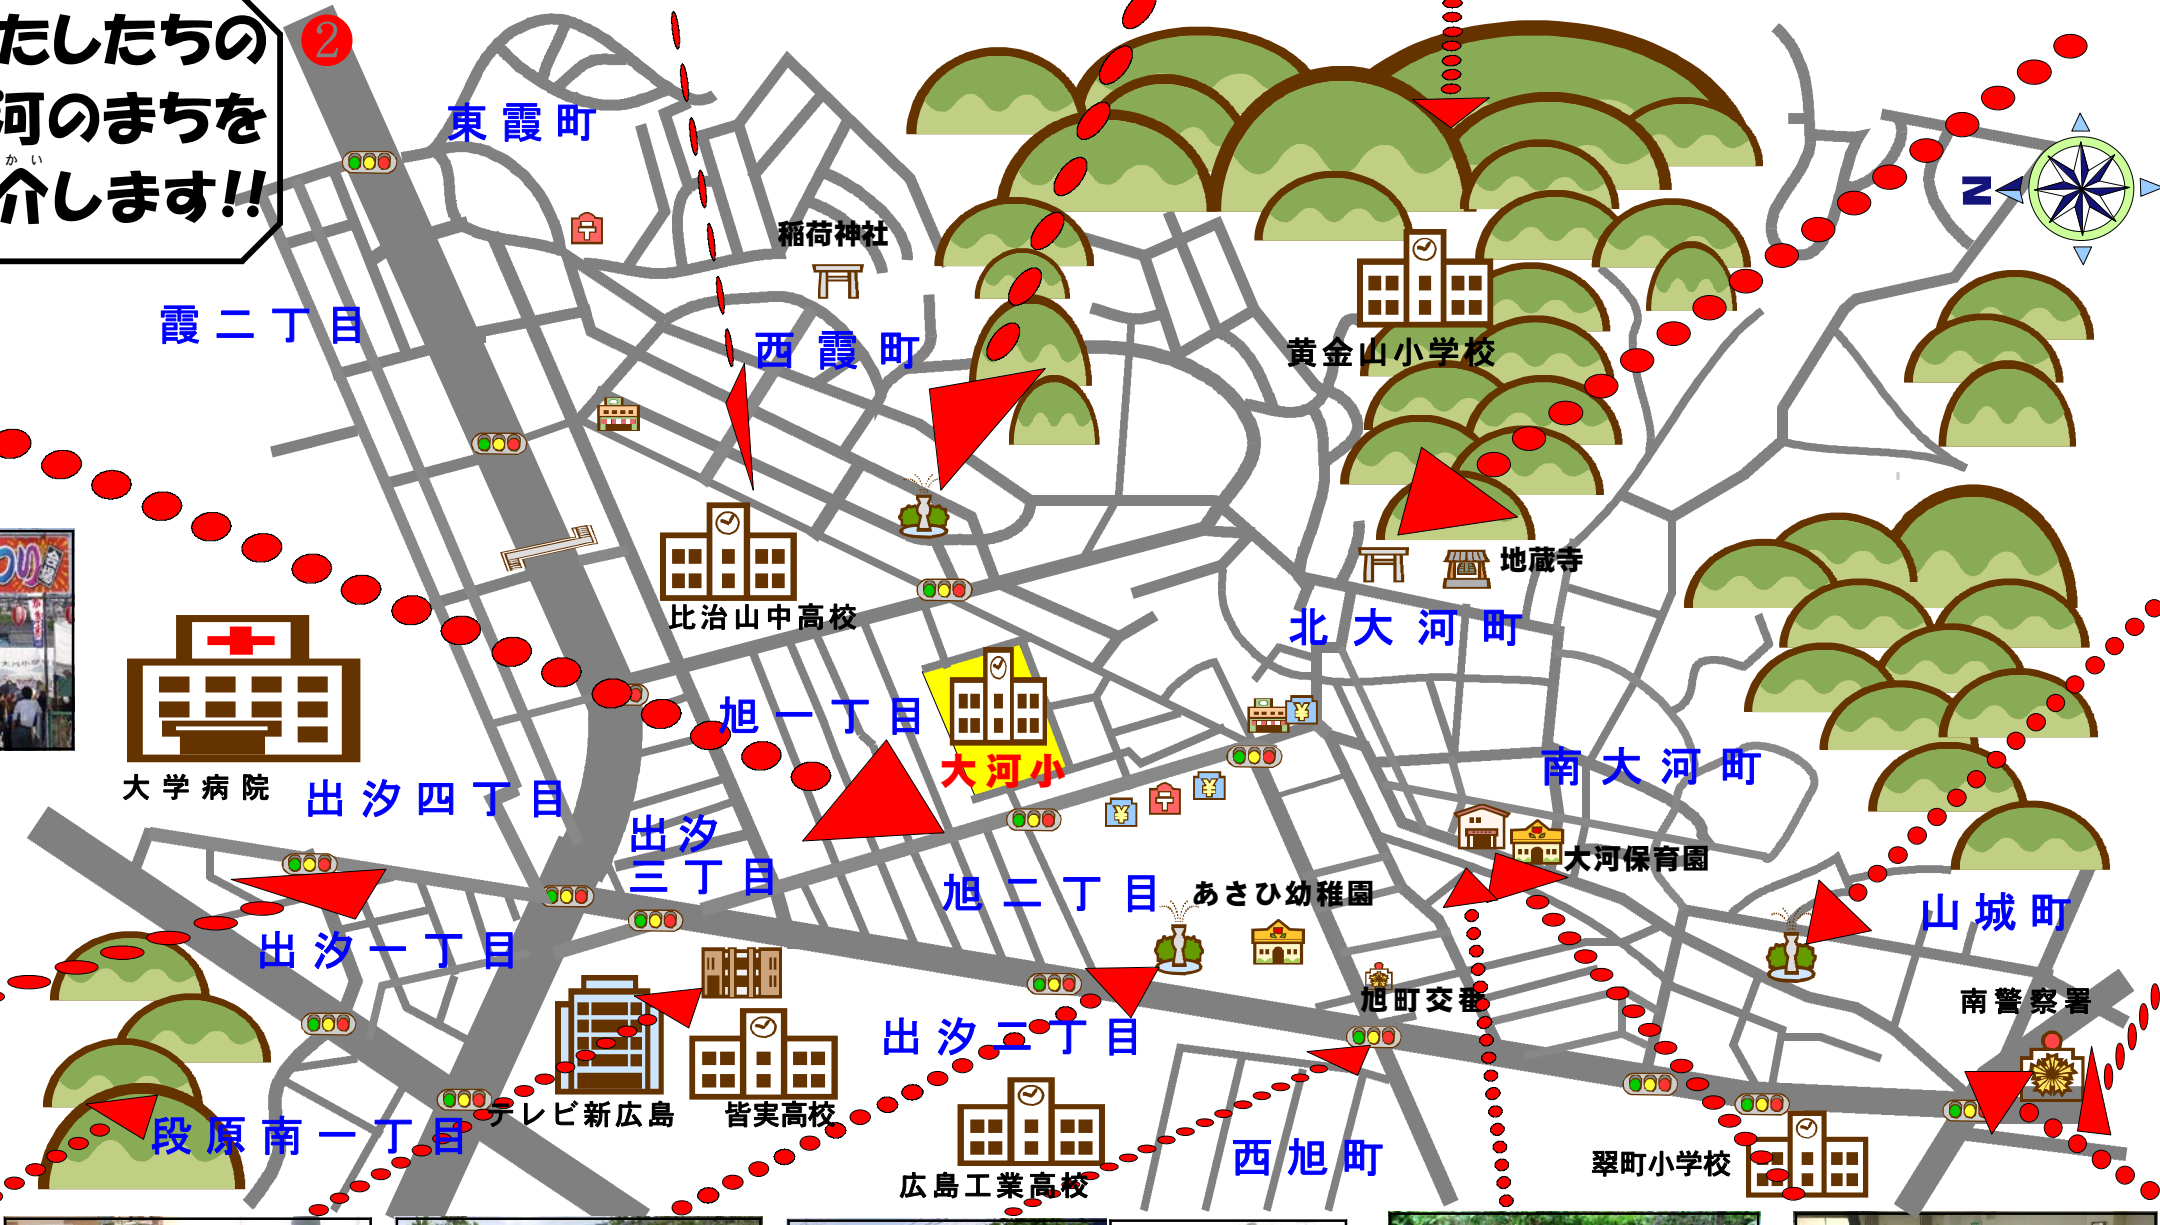 たしたちの
河のまちを
かい
介します!!
2
東霞町
稲荷神社
N
霞二丁目
西霞町
黄金山小学校
地蔵寺
比治山中高校
北大河町
旭一丁目
大河小
南大河町
大学病院
出汐四丁目
出汐
三丁目
大河保育園
旭二丁目
あさひ幼稚園
山城町
出汐一丁目
旭町交番
南警察署
出汐二丁目
テレビ新広島
皆実高校
段原南一丁目
西旭町
翠町小学校
広島工業高校